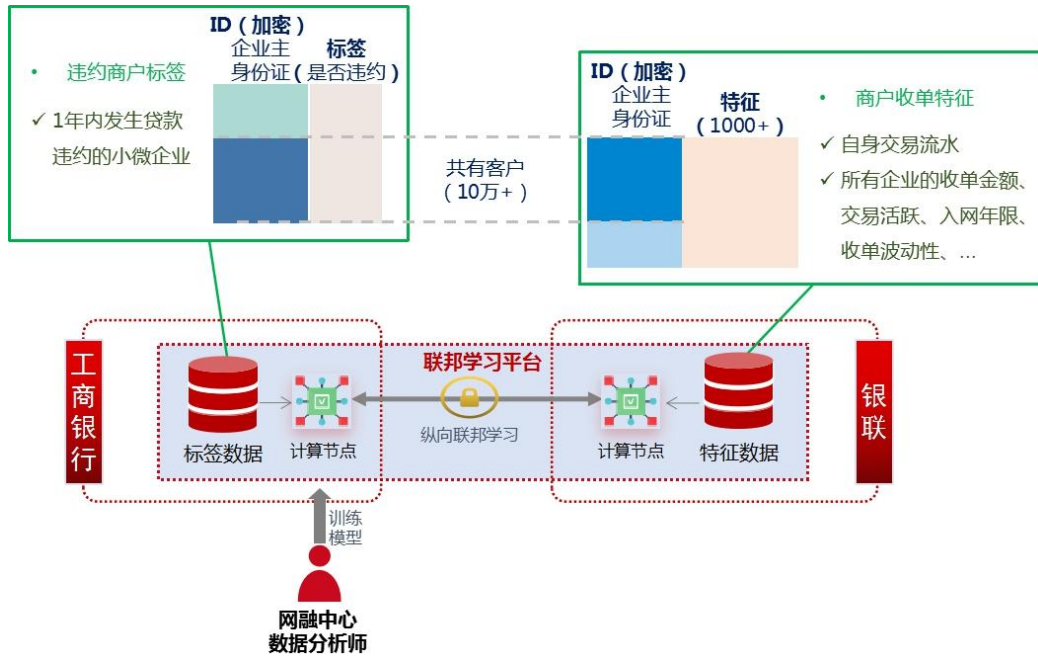 ID（加密）
企业主
身份证
标签
（是否违约）
• 违约商户标签
✓ 1年内发生贷款
违约的小微企业
共有客户
（10万+）
ID（加密）
企业主
身份证
特征
（1000+）
• 商户收单特征
✓ 自身交易流水
✓ 所有企业的收单金额、
交易活跃、入网年限、
收单波动性、...
工商银行
联邦学习平台
纵向联邦学习
标签数据
计算节点
计算节点
特征数据
银联
训练
模型
网融中心
数据分析师